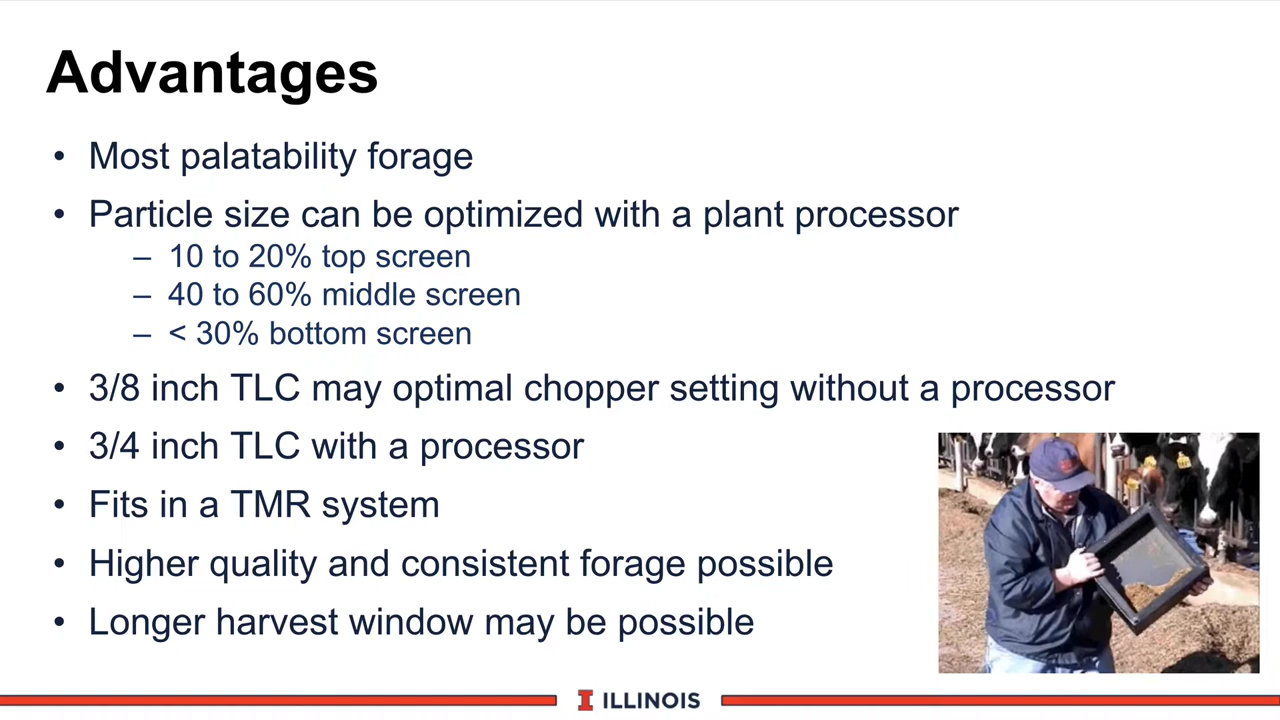 Advantages
• Most palatability forage
• Particle size can be optimized with a plant processor
– 10 to 20% top screen
– 40 to 60% middle screen
– < 30% bottom screen
• 3/8 inch TLC may optimal chopper setting without a processor
• 3/4 inch TLC with a processor
• Fits in a TMR system
• Higher quality and consistent forage possible
• Longer harvest window may be possible
I ILLINOIS